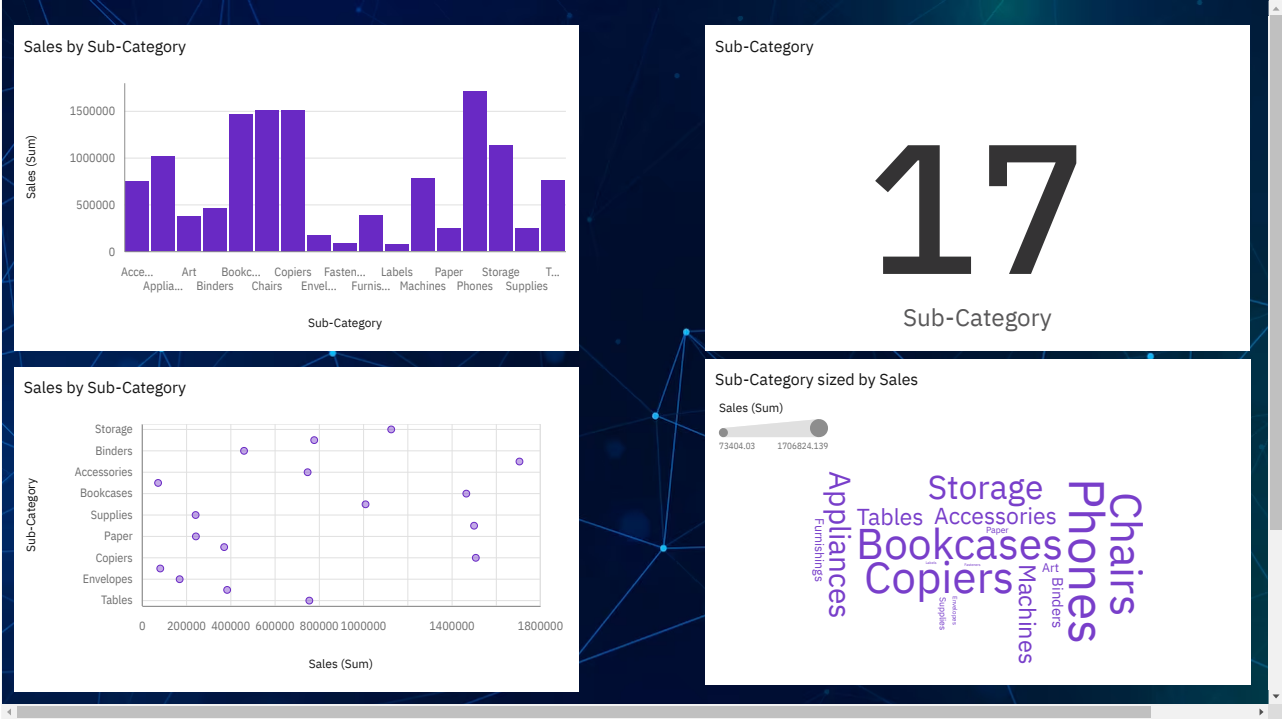 Sales by Sub-Category
Sales (Sum)
1500000
1000000
500000
0
Acce... Art Bookc... Copiers Fasten... Labels Paper Storage T...
Applia... Binders Chairs Envel... Furnis... Machines Phones Supplies
Sub-Category
Sub-Category
17
Sub-Category
Sales by Sub-Category
Sub-Category
Storage
Binders
Accessories
Bookcases
Supplies
Paper
Copiers
Envelopes
Tables
0 200000 400000 600000 800000 1000000 1400000 1800000
Sales (Sum)
Sub-Category sized by Sales
Sales (Sum)
73404.03 1706824.139
Appliances
Furnishings
Storage
Tables
Accessories
Paper
Bookcases
Labels
Fasteners
Copiers
Supplies
Envelopes
Machines
Art
Binders
Phones
Chairs